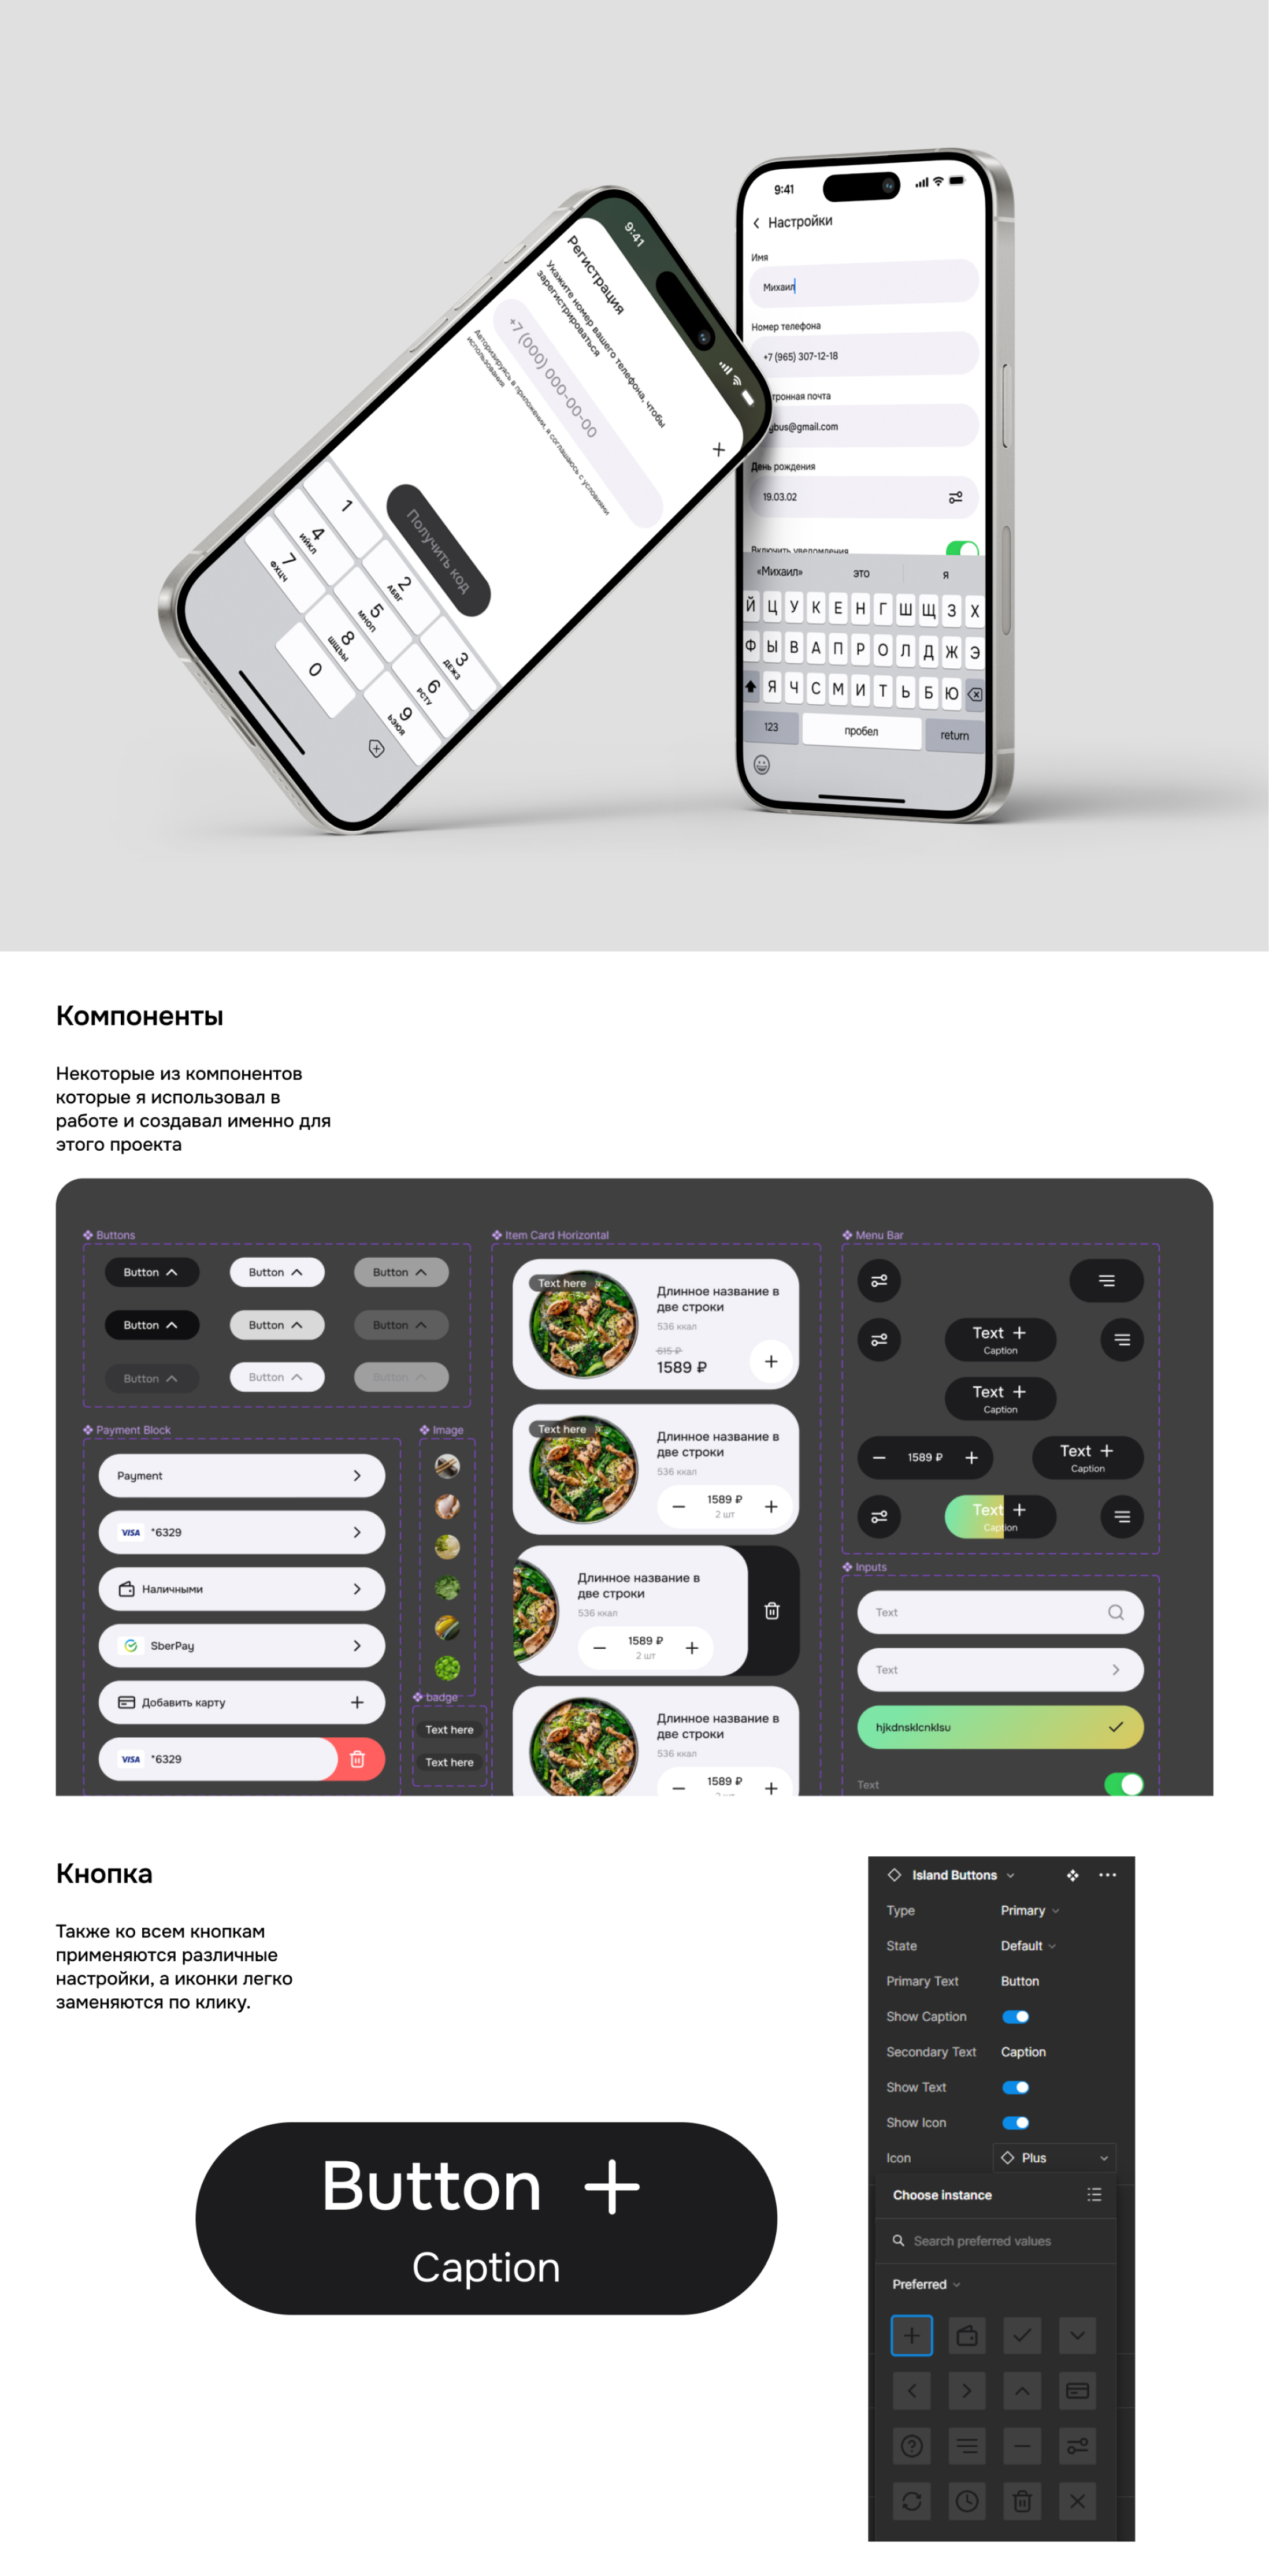 9:41
Регистрация
Укажите номер вашего телефона, чтобы
зарегистрироваться
+7 (000) 000-00-00
Авторизируясь в приложении, я соглашаюсь с условиями
использования
Получить код
1
2
АБВГ
3
ДЕЖЗ
4
ИЙКЛ
5
МНОП
6
РСТУ
7
ФХЦЧ
8
ШЩЪЫ
9
ЬЭЮЯ
0
9:41
Настройки
Имя
Михаил
Номер телефона
+7 (965) 307-12-18
тронная почта
bus@gmail.com
День рождения
19.03.02
Включить уведомления
«Михаил» это я
Й Ц У К Е Н Г Ш Щ З Х
Ф Ы В А П Р О Л Д Ж Э
Я Ч С М И Т Ь Б Ю
123 пробел return
Компоненты
Некоторые из компонентов
которые я использовал в
работе и создавал именно для
этого проекта
Buttons
Button Button Button
Button Button Button
Button Button Button
Payment Block
Payment
VISA *6329
Наличными
SberPay
Добавить карту
VISA *6329
Image
badge
Text here
Text here
Item Card Horizontal
Text here
Длинное название в
две строки
536 ккал
615 ₽
1589 ₽
Text here
Длинное название в
две строки
536 ккал
1589 ₽
2 шт
Длинное название в
две строки
536 ккал
1589 ₽
2 шт
Длинное название в
две строки
536 ккал
1589 ₽
Menu Bar
Text
Caption
Text
Caption
1589 ₽
Text
Caption
Text
Caption
Inputs
Text
Text
hjkdnsklcnklsu
Text
Кнопка
Также ко всем кнопкам
применяются различные
настройки, а иконки легко
заменяются по клику.
Button
Caption
Island Buttons
Type Primary
State Default
Primary Text Button
Show Caption
Secondary Text Caption
Show Text
Show Icon
Icon Plus
Choose instance
Search preferred values
Preferred